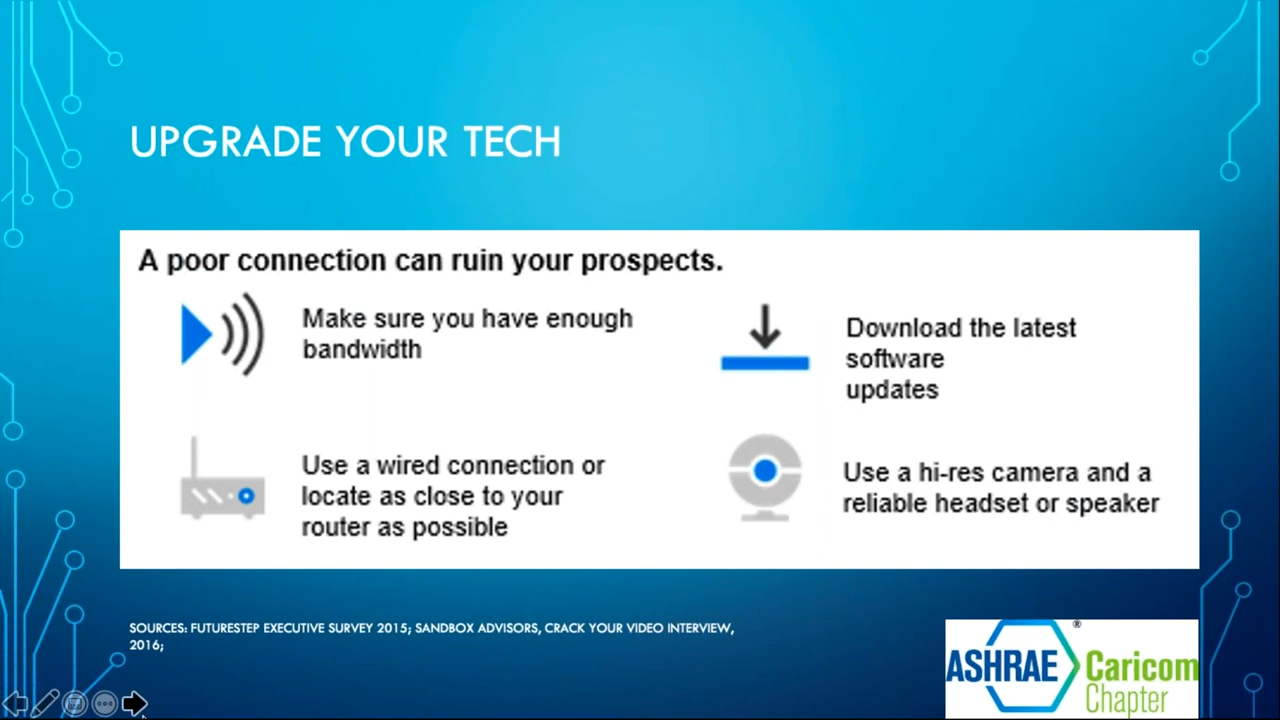 UPGRADE YOUR TECH
A poor connection can ruin your prospects.
Make sure you have enough
bandwidth
Download the latest
software
updates
Use a wired connection or
locate as close to your
router as possible
Use a hi-res camera and a
reliable headset or speaker
SOURCES: FUTURESTEP EXECUTIVE SURVEY 2015; SANDBOX ADVISORS, CRACK YOUR VIDEO INTERVIEW,
2016;
ASHRAE® Caricom
Chapter